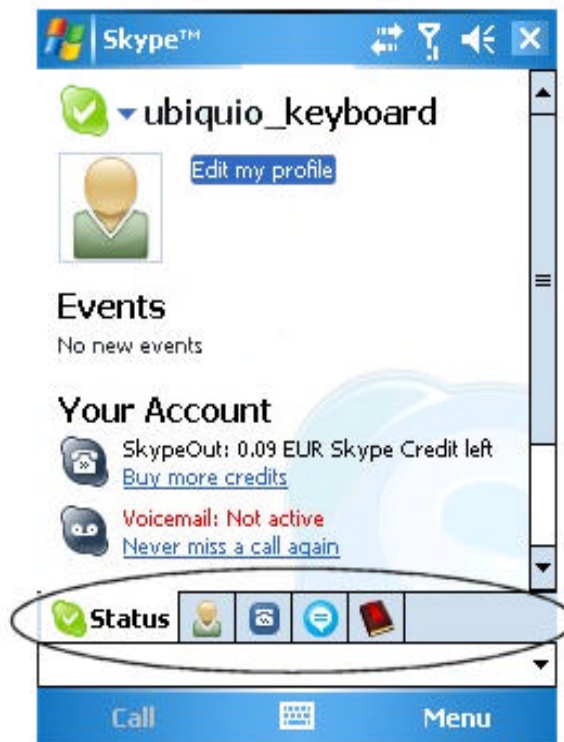 Skype™
ubiquio_keyboard
Edit my profile
Events
No new events
Your Account
SkypeOut: 0.09 EUR Skype Credit left
Buy more credits
Voicemail: Not active
Never miss a call again
Status
Call
Menu